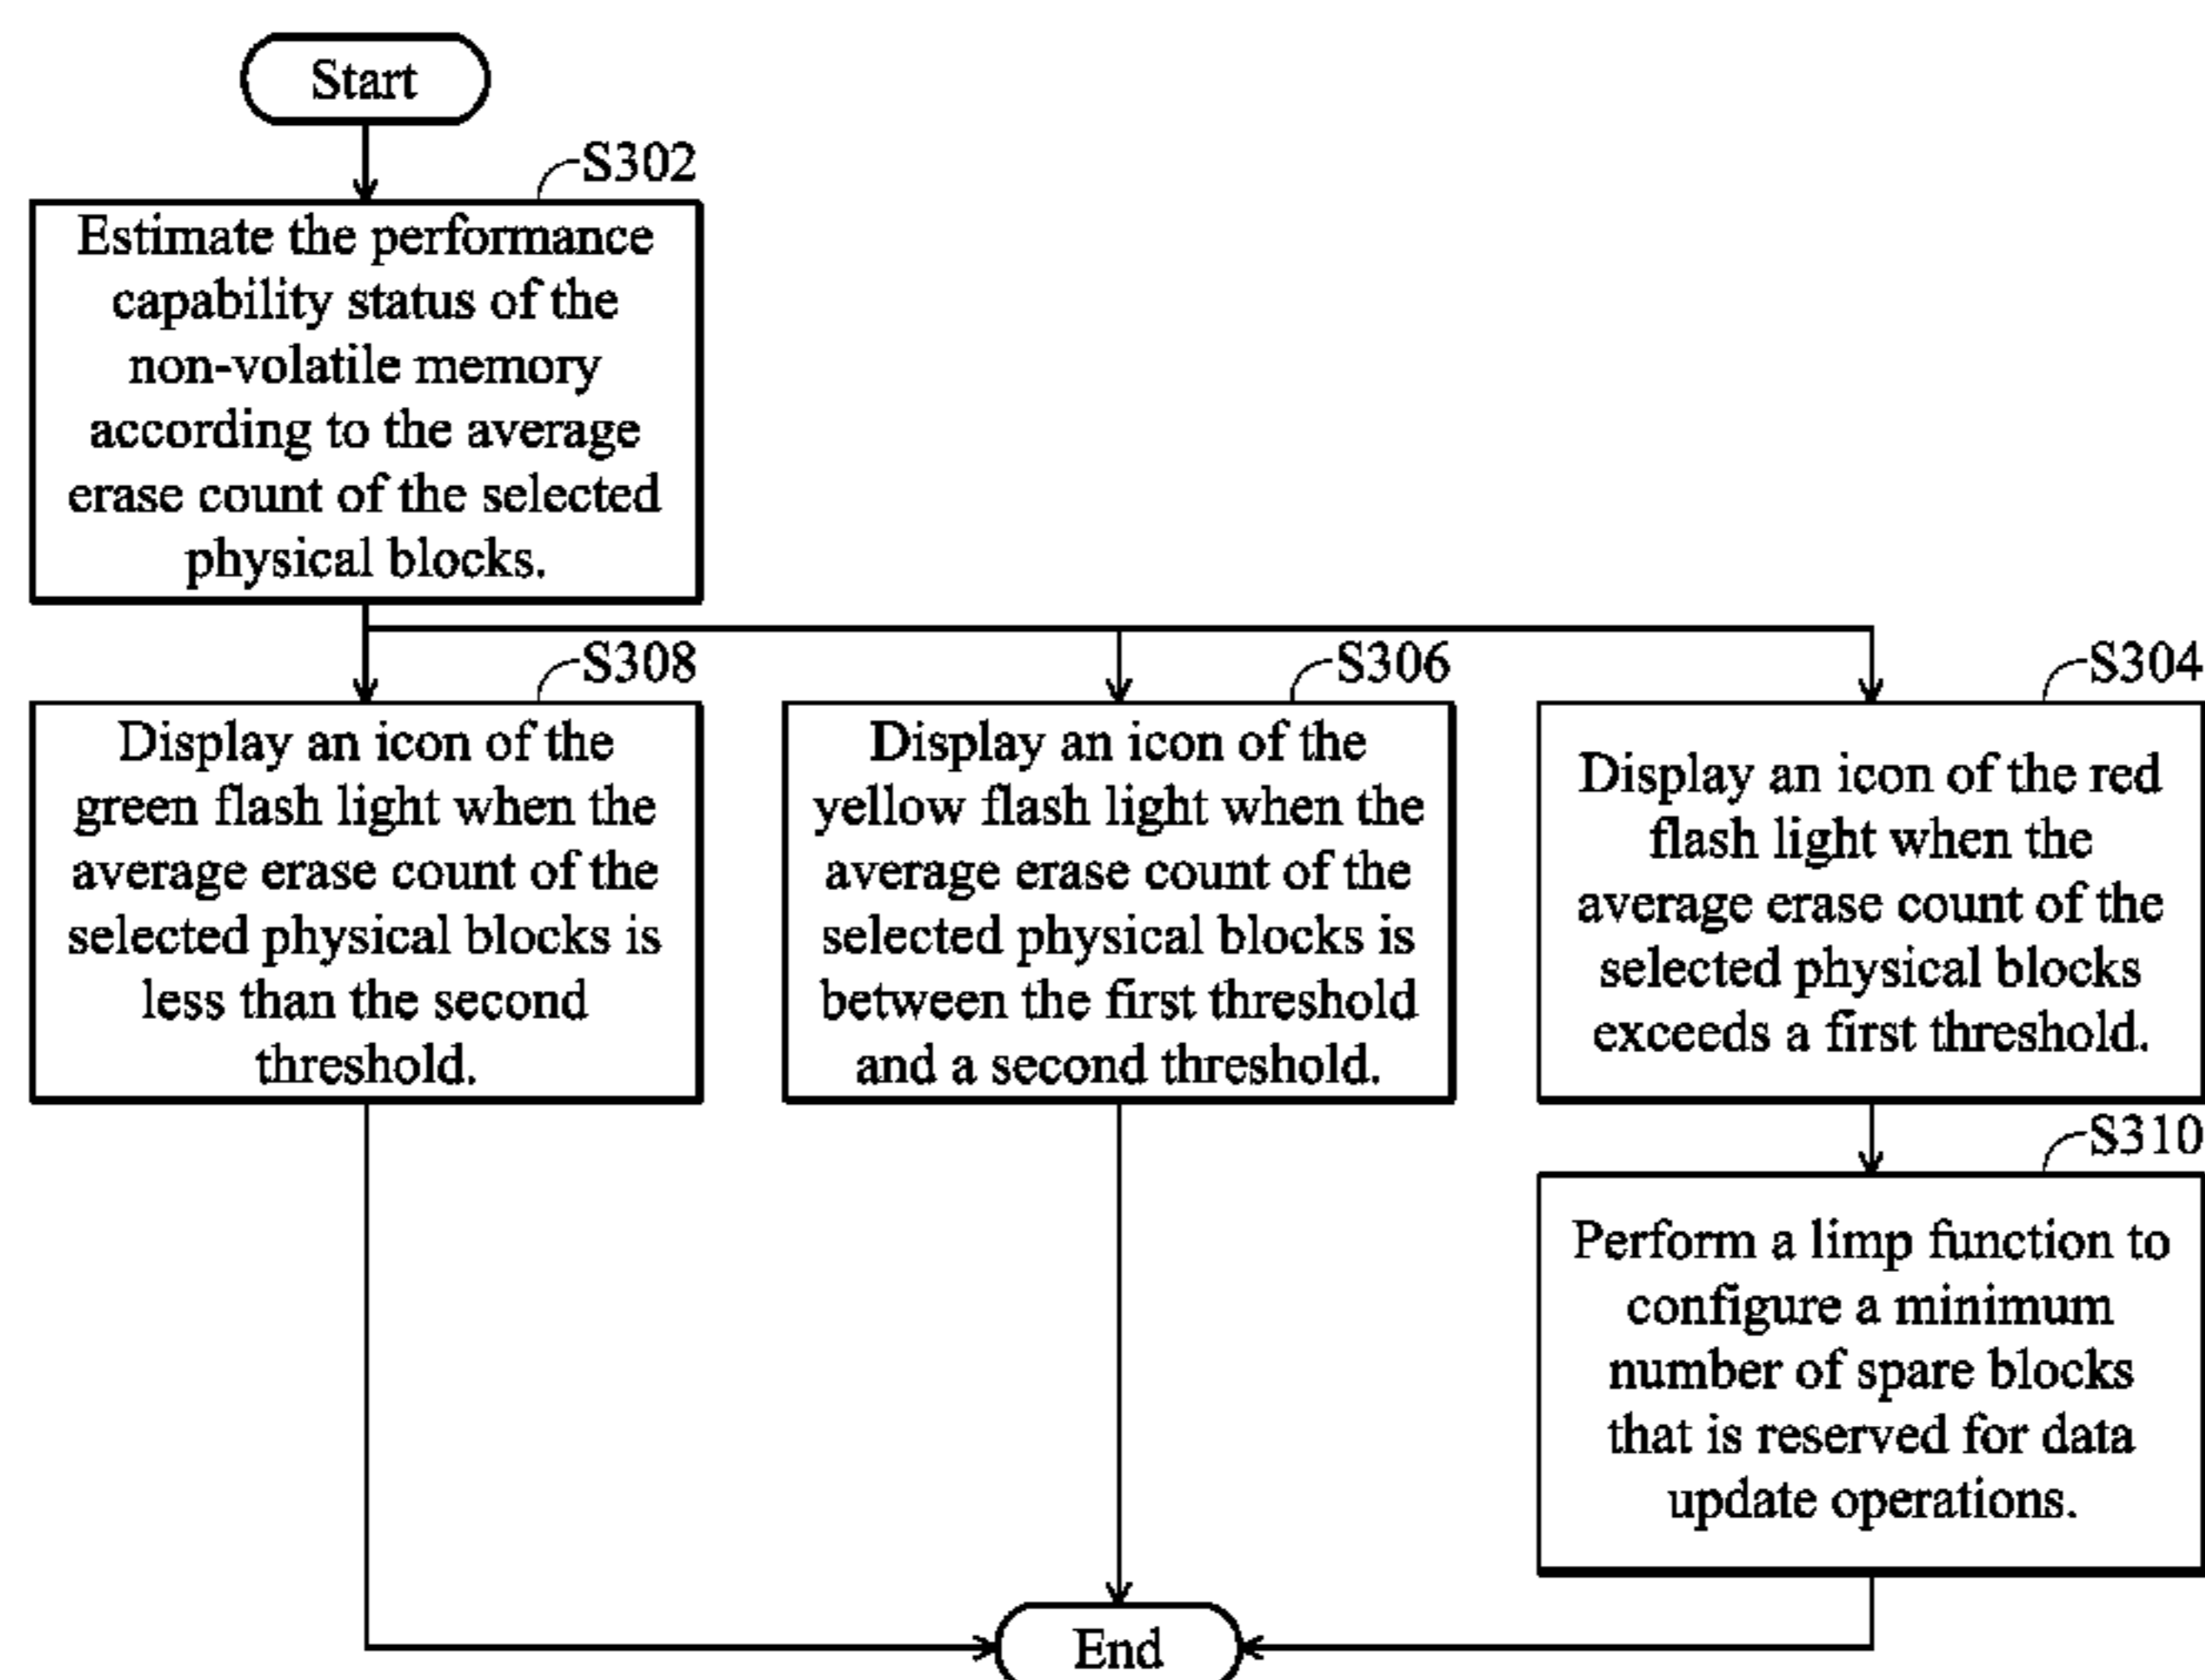 Start
S302
Estimate the performance
capability status of the
non-volatile memory
according to the average
erase count of the selected
physical blocks.
S308
Display an icon of the
green flash light when the
average erase count of the
selected physical blocks is
less than the second
threshold.
S306
Display an icon of the
yellow flash light when the
average erase count of the
selected physical blocks is
between the first threshold
and a second threshold.
S304
Display an icon of the red
flash light when the
average erase count of the
selected physical blocks
exceeds a first threshold.
S310
Perform a limp function to
configure a minimum
number of spare blocks
that is reserved for data
update operations.
End